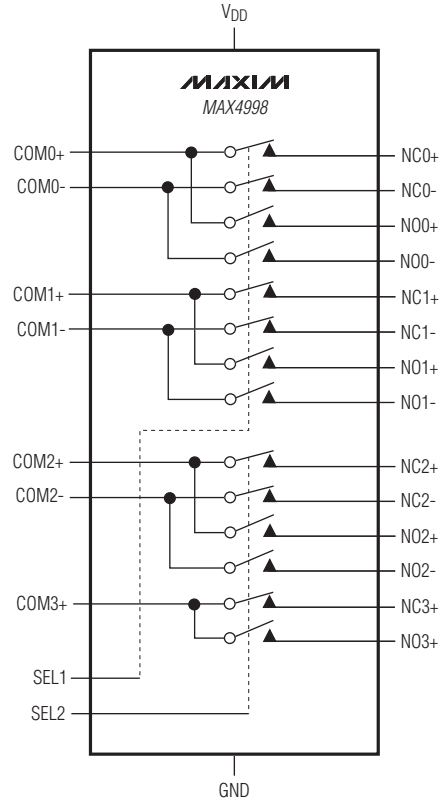 VDD
MAXIM
MAX4998
COM0+
NC0+
COM0-
NC0-
NO0+
NO0-
COM1+
NC1+
COM1-
NC1-
NO1+
NO1-
COM2+
NC2+
COM2-
NC2-
NO2+
NO2-
COM3+
NC3+
NO3+
SEL1
SEL2
GND